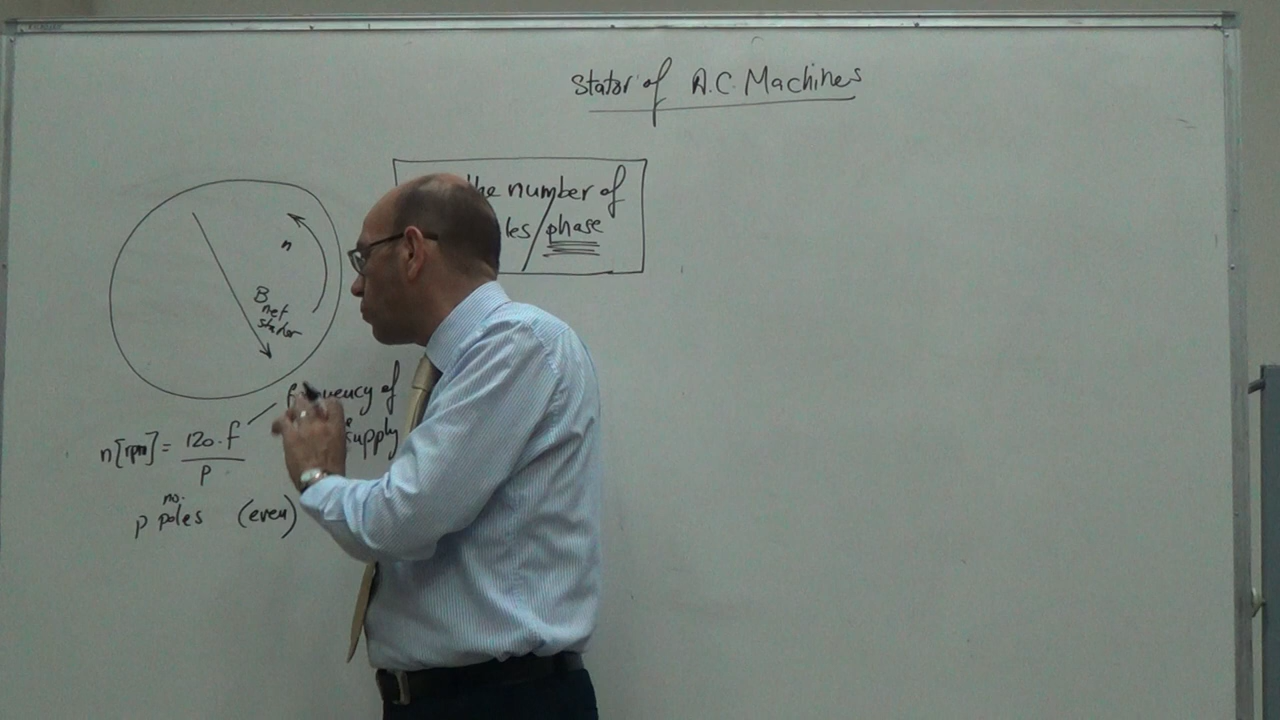 Stator of A.C. Machines
the number of
les/phase
n
B
net
stator
frequency of
supply
n[rpm] = 120.f
p
no.
p poles (even)